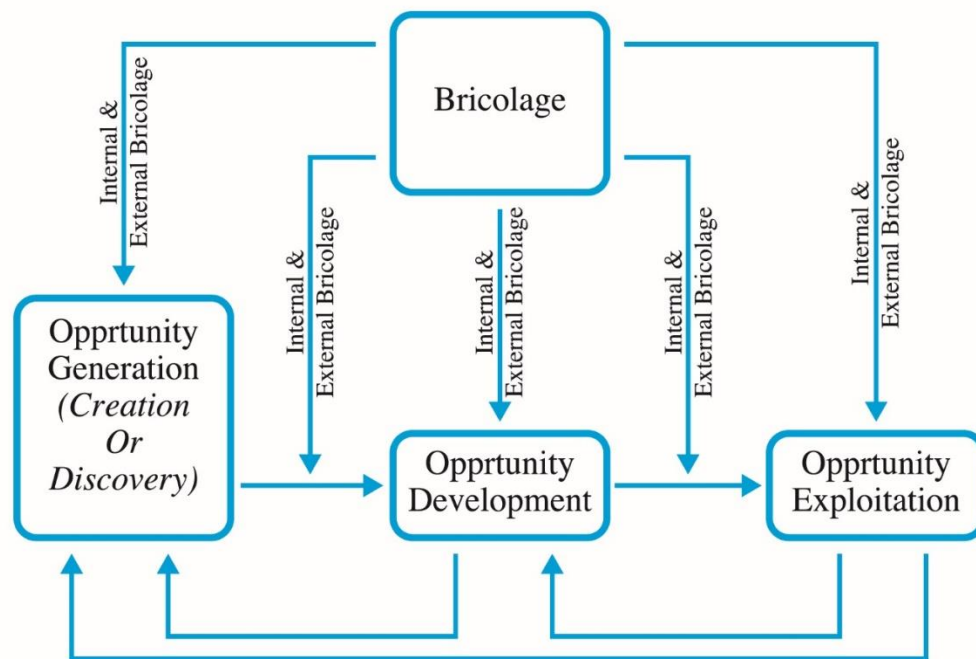 Bricolage
Internal &
External Bricolage
Internal &
External Bricolage
Internal &
External Bricolage
Internal &
External Bricolage
Internal &
External Bricolage
Opprtunity
Generation
(Creation
Or
Discovery)
Opprtunity
Development
Opprtunity
Exploitation